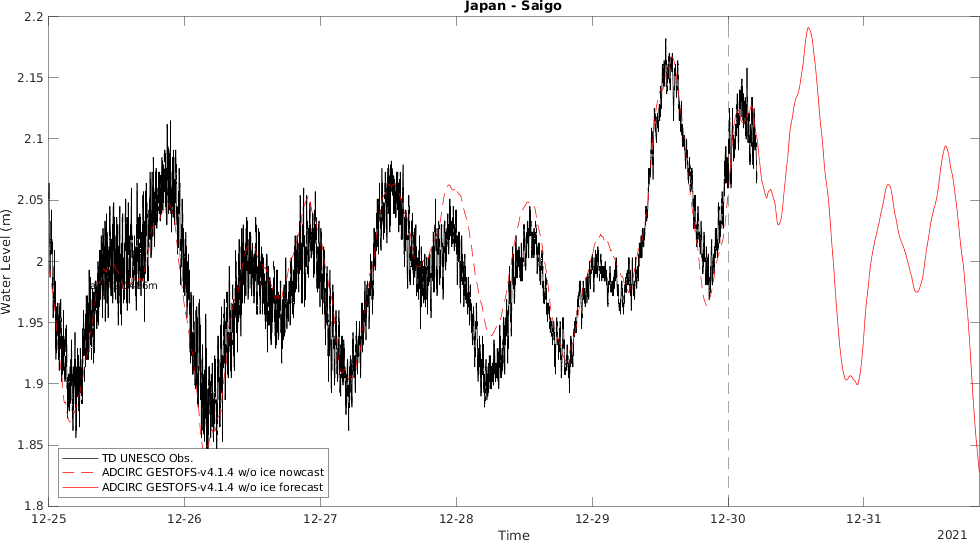 Japan - Saigo
2.2
2.15
2.1
2.05
2
1.95
1.9
1.85
1.8
Water Level (m)
TD UNESCO Obs.
ADCIRC GESTOFS-v4.1.4 w/o ice nowcast
ADCIRC GESTOFS-v4.1.4 w/o ice forecast
12-25
12-26
12-27
12-28
12-29
12-30
12-31
Time
2021